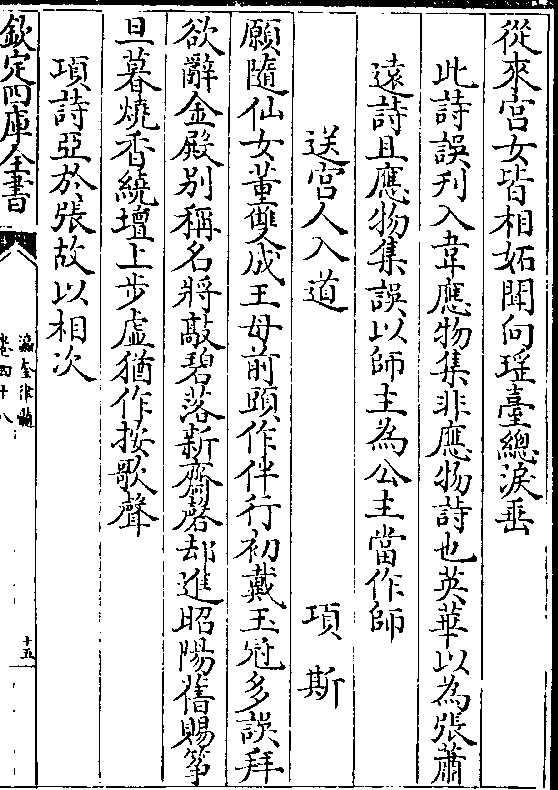 從來宮女皆相妬聞向瑤臺總淚垂
此詩誤刋入韋應物集非應物詩也英華以為張蕭
遠詩且應物集誤以師主為公主當作師
送宮人入道　項斯
願隨仙女董雙成王母前頭作伴行初戴玉冠多誤拜
欲辭金殿别稱名將敲碧落新齋磬却進昭陽舊賜箏
旦暮燒香繞壇上步虛猶作按歌聲
項詩亞於張故以相次
欽定四庫全書
瀛奎律髓
卷四十八
十五